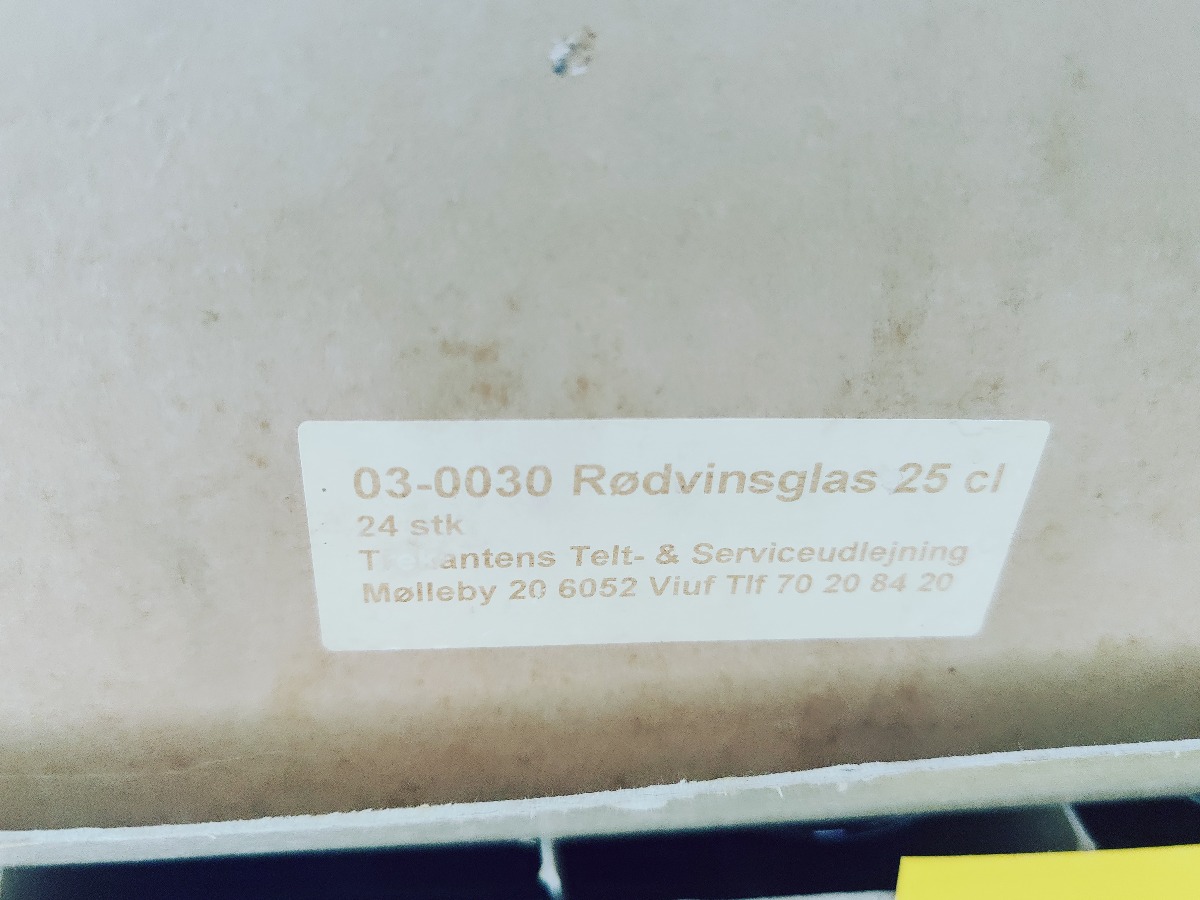 03-0030 Rødvinsglas 25 cl
24 stk
Telt- & Serviceudlejning
Mølleby 20 6052 Viuf Tlf 70 20 84 20